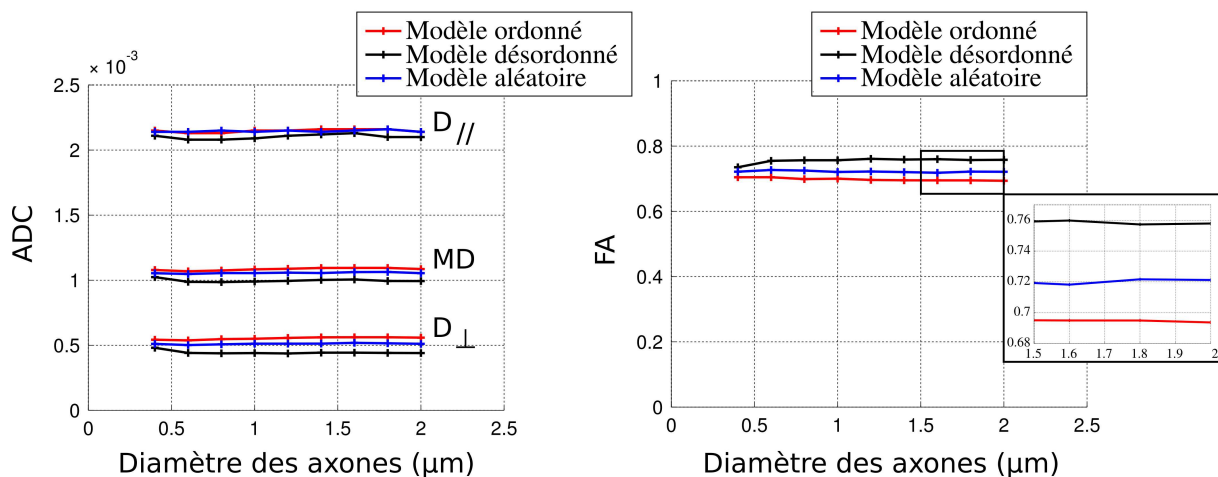 Modèle ordonné
Modèle désordonné
Modèle aléatoire
× 10⁻³
2.5
2
1.5
1
0.5
0
0
0.5
1
1.5
2
2.5
ADC
D //
MD
D ⊥
Diamètre des axones (µm)
Modèle ordonné
Modèle désordonné
Modèle aléatoire
1
0.8
0.6
0.4
0.2
0
0
0.5
1
1.5
2
2.5
FA
0.76
0.74
0.72
0.7
0.68
1.5
1.6
1.7
1.8
1.9
2
Diamètre des axones (µm)